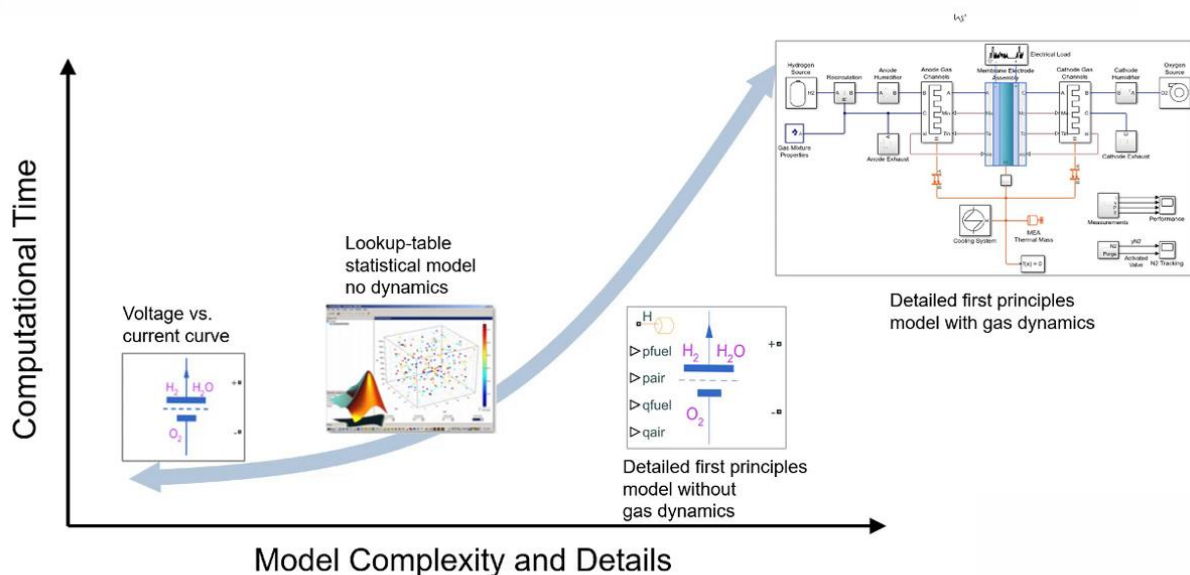 Computational Time
Voltage vs.
current curve
H2 H2O
O2
+
-
Lookup-table
statistical model
no dynamics
H
pfuel
pair
qfuel
qair
H2 H2O
O2
+
-
Detailed first principles
model without
gas dynamics
Electrical Load
Hydrogen
Source
Recirculation
Anode
Humidifier
Anode Gas
Channels
Membrane Electrode
Assembly
Cathode Gas
Channels
Cathode
Humidifier
Oxygen
Source
H2
A B
B A
O2
Gas Mixture
Properties
Anode Exhaust
Cathode Exhaust
Cooling System
MEA
Thermal Mass
f(x) = 0
Measurements
Performance
N2
Purge
yN2
Activated
Valve
N2 Tracking
Detailed first principles
model with gas dynamics
Model Complexity and Details